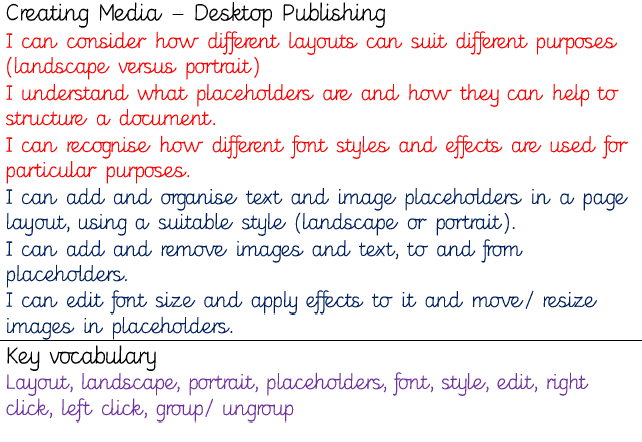 Creating Media – Desktop Publishing
I can consider how different layouts can suit different purposes
(landscape versus portrait)
I understand what placeholders are and how they can help to
structure a document.
I can recognise how different font styles and effects are used for
particular purposes.
I can add and organise text and image placeholders in a page
layout, using a suitable style (landscape or portrait).
I can add and remove images and text, to and from
placeholders.
I can edit font size and apply effects to it and move/ resize
images in placeholders.
Key vocabulary
Layout, landscape, portrait, placeholders, font, style, edit, right
click, left click, group/ ungroup